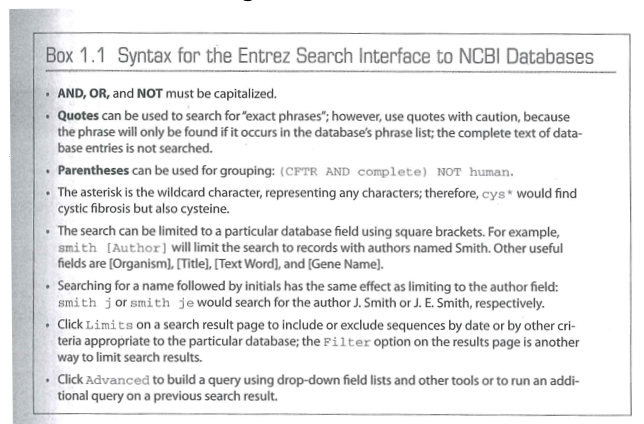 Box 1.1 Syntax for the Entrez Search Interface to NCBI Databases
• AND, OR, and NOT must be capitalized.
• Quotes can be used to search for "exact phrases"; however, use quotes with caution, because
the phrase will only be found if it occurs in the database's phrase list; the complete text of data-
base entries is not searched.
• Parentheses can be used for grouping: (CFTR AND complete) NOT human.
• The asterisk is the wildcard character, representing any characters; therefore, cys* would find
cystic fibrosis but also cysteine.
• The search can be limited to a particular database field using square brackets. For example,
smith [Author] will limit the search to records with authors named Smith. Other useful
fields are [Organism], [Title], [Text Word], and [Gene Name].
• Searching for a name followed by initials has the same effect as limiting to the author field:
smith j or smith je would search for the author J. Smith or J. E. Smith, respectively.
• Click Limits on a search result page to include or exclude sequences by date or by other cri-
teria appropriate to the particular database; the Filter option on the results page is another
way to limit search results.
• Click Advanced to build a query using drop-down field lists and other tools or to run an addi-
tional query on a previous search result.